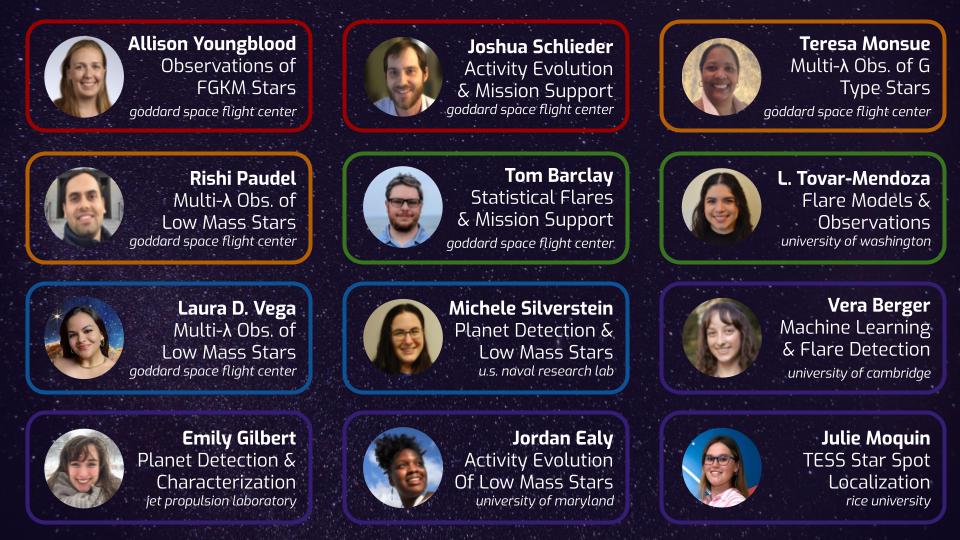 Allison Youngblood
Observations of
FGKM Stars
goddard space flight center
Joshua Schlieder
Activity Evolution
& Mission Support
goddard space flight center
Teresa Monsue
Multi-λ Obs. of G
Type Stars
goddard space flight center
Rishi Paudel
Multi-λ Obs. of
Low Mass Stars
goddard space flight center
Tom Barclay
Statistical Flares
& Mission Support
goddard space flight center
L. Tovar-Mendoza
Flare Models &
Observations
university of washington
Laura D. Vega
Multi-λ Obs. of
Low Mass Stars
goddard space flight center
Michele Silverstein
Planet Detection &
Low Mass Stars
u.s. naval research lab
Vera Berger
Machine Learning
& Flare Detection
university of cambridge
Emily Gilbert
Planet Detection &
Characterization
jet propulsion laboratory
Jordan Ealy
Activity Evolution
Of Low Mass Stars
university of maryland
Julie Moquin
TESS Star Spot
Localization
rice university